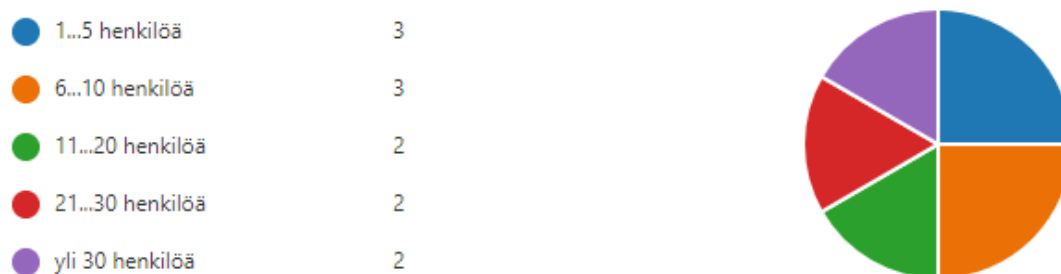 1...5 henkilöä 3
6...10 henkilöä 3
11...20 henkilöä 2
21...30 henkilöä 2
yli 30 henkilöä 2